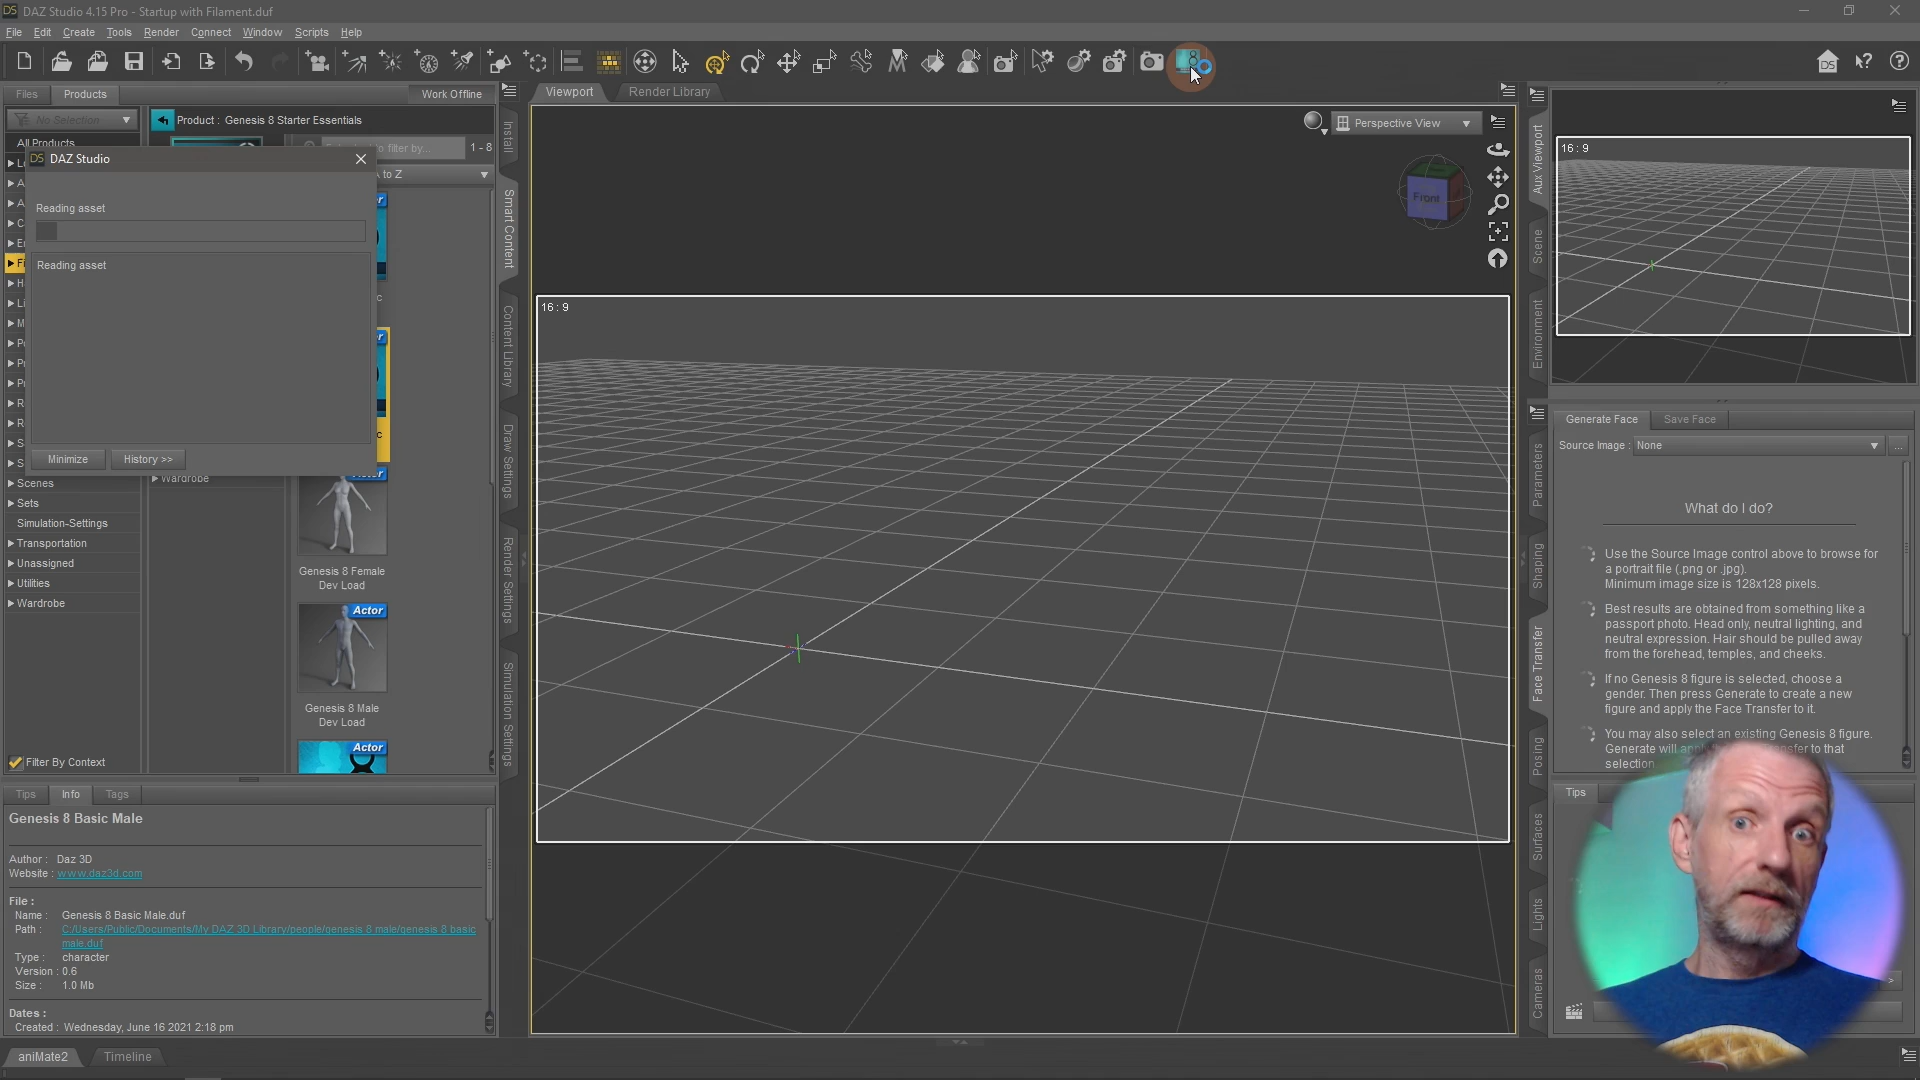 DAZ Studio 4.15 Pro - Startup with Filament.duf
File Edit Create Tools Render Connect Window Scripts Help
Files Products Work Offline
No Selection
Product : Genesis 8 Starter Essentials
All Products
to filter by... 1 - 8
to Z
DAZ Studio
Reading asset
Reading asset
Minimize History >>
Wardrobe
Scenes
Sets
Simulation-Settings
Transportation
Unassigned
Utilities
Wardrobe
Filter By Context
Actor
Genesis 8 Female
Dev Load
Actor
Genesis 8 Male
Dev Load
Actor
Install
Smart Content
Content Library
Draw Settings
Render Settings
Simulation Settings
Tips Info Tags
Genesis 8 Basic Male
Author : Daz 3D
Website : www.daz3d.com
File :
Name : Genesis 8 Basic Male.duf
Path : C:/Users/Public/Documents/My DAZ 3D Library/people/genesis 8 male/genesis 8 basic
male.duf
Type : character
Version : 0.6
Size : 1.0 Mb
Dates :
Created : Wednesday, June 16 2021 2:18 pm
aniMate2 Timeline
Viewport Render Library
Perspective View
Front
16 : 9
16 : 9
Aux Viewport
Scene
Environment
Parameters
Shaping
Face Transfer
Posing
Surfaces
Lights
Cameras
Generate Face Save Face
Source Image : None
...
What do I do?
Use the Source Image control above to browse for
a portrait file (.png or .jpg).
Minimum image size is 128x128 pixels.
Best results are obtained from something like a
passport photo. Head only, neutral lighting, and
neutral expression. Hair should be pulled away
from the forehead, temples, and cheeks.
If no Genesis 8 figure is selected, choose a
gender. Then press Generate to create a new
figure and apply the Face Transfer to it.
You may also select an existing Genesis 8 figure.
Generate will to that
selection
Tips